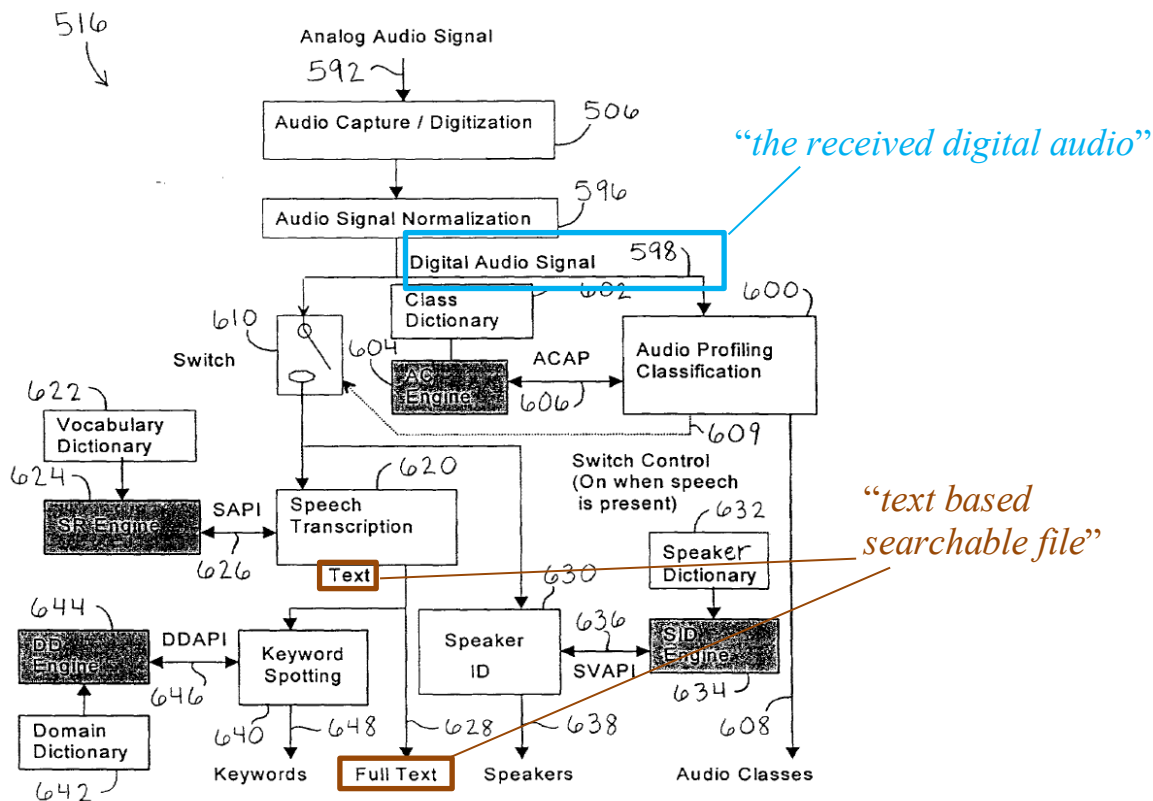 516
Analog Audio Signal
592
Audio Capture / Digitization
506
“the received digital audio”
596
Audio Signal Normalization
Digital Audio Signal
598
602
600
Class
Dictionary
610
Switch
604
AC
Engine
ACAP
606
Audio Profiling
Classification
609
622
Vocabulary
Dictionary
624
SR Engine
SAPI
626
620
Speech
Transcription
Text
Switch Control
(On when speech
is present)
“text based
searchable file”
632
Speaker
Dictionary
630
644
DD
Engine
DDAPI
646
Keyword
Spotting
640
648
628
Speaker
ID
636
SVAPI
SID
Engine
634
638
608
Domain
Dictionary
642
Keywords
Full Text
Speakers
Audio Classes